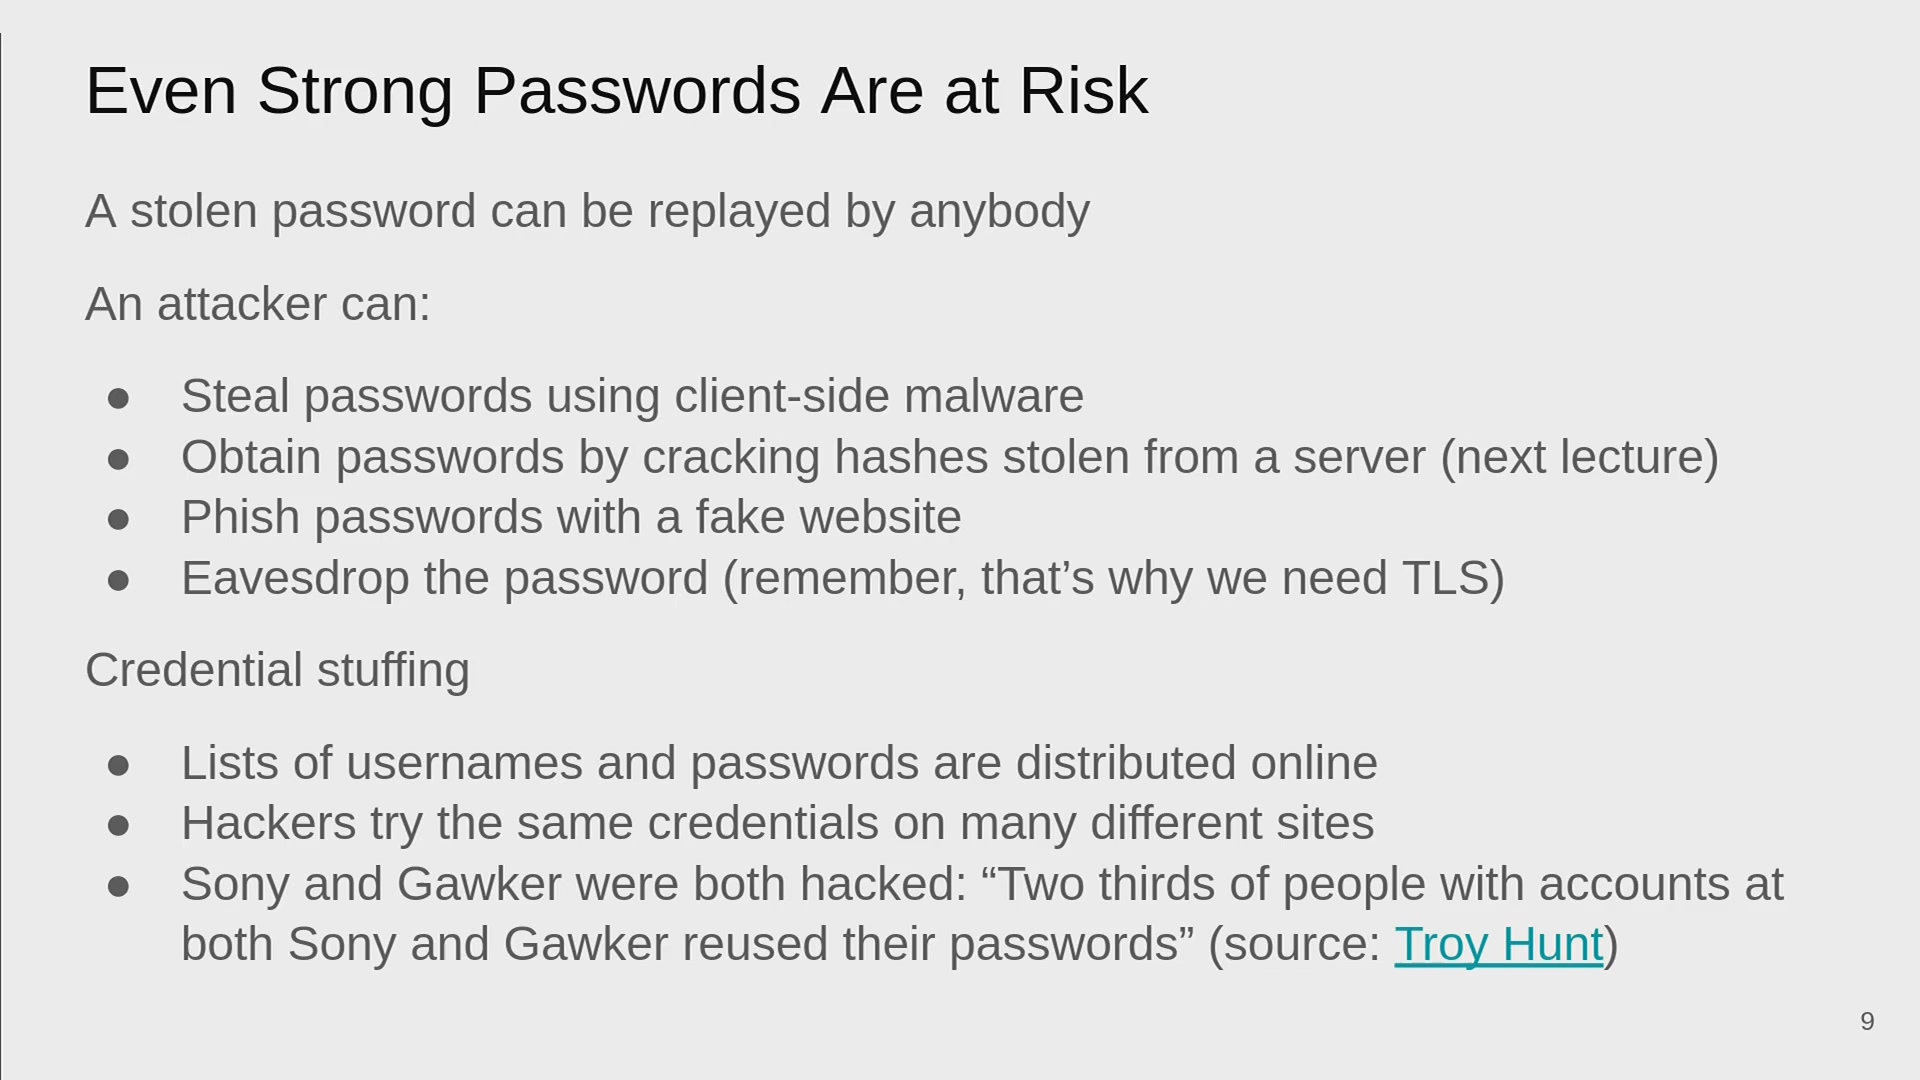 Even Strong Passwords Are at Risk
A stolen password can be replayed by anybody
An attacker can:
● Steal passwords using client-side malware
● Obtain passwords by cracking hashes stolen from a server (next lecture)
● Phish passwords with a fake website
● Eavesdrop the password (remember, that’s why we need TLS)
Credential stuffing
● Lists of usernames and passwords are distributed online
● Hackers try the same credentials on many different sites
● Sony and Gawker were both hacked: “Two thirds of people with accounts at
both Sony and Gawker reused their passwords” (source: Troy Hunt)
9